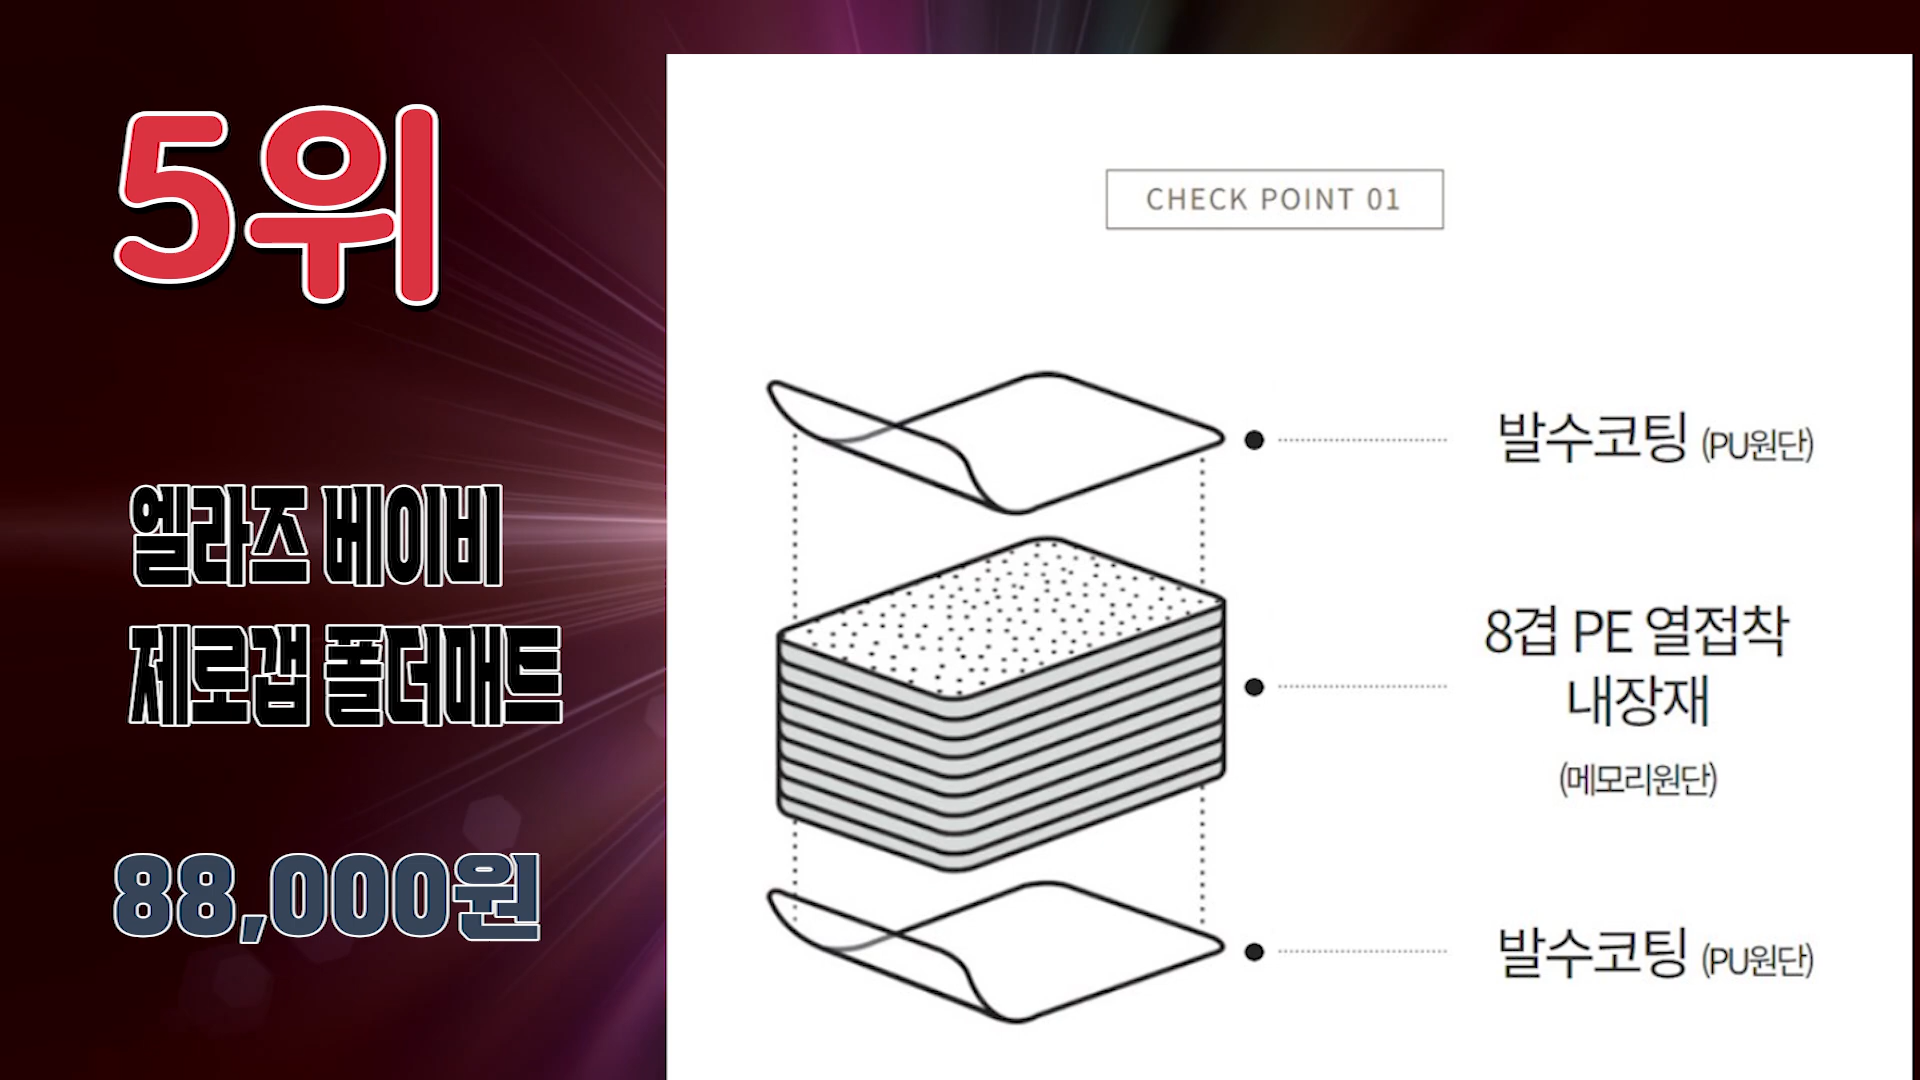 5위
엘라즈 베이비
제로갭 폴더매트
88,000원
CHECK POINT 01
발수코팅 (PU원단)
8겹 PE 열접착
내장재
(메모리원단)
발수코팅 (PU원단)